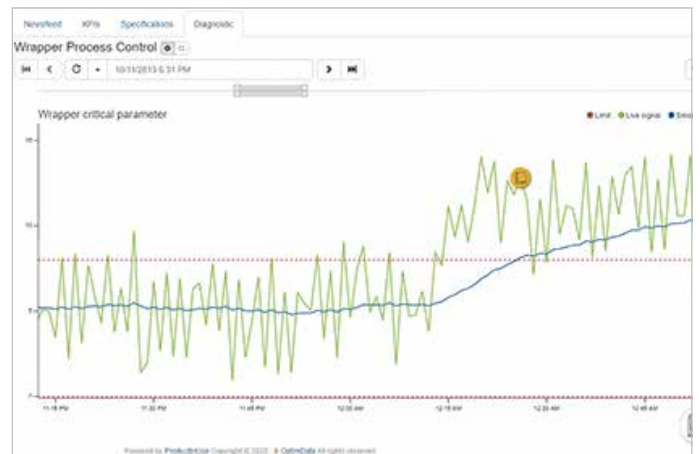 Newsfeed KPIs Specifications Diagnostic
Wrapper Process Control
10/11/2015 6:31 PM
Wrapper critical parameter
Limit Live signal
15
10
5
0
11:15 PM 11:30 PM 11:45 PM 12:00 AM 12:15 AM 12:30 AM 12:45 AM
Powered by Copyright © 2020 OptimData All rights reserved